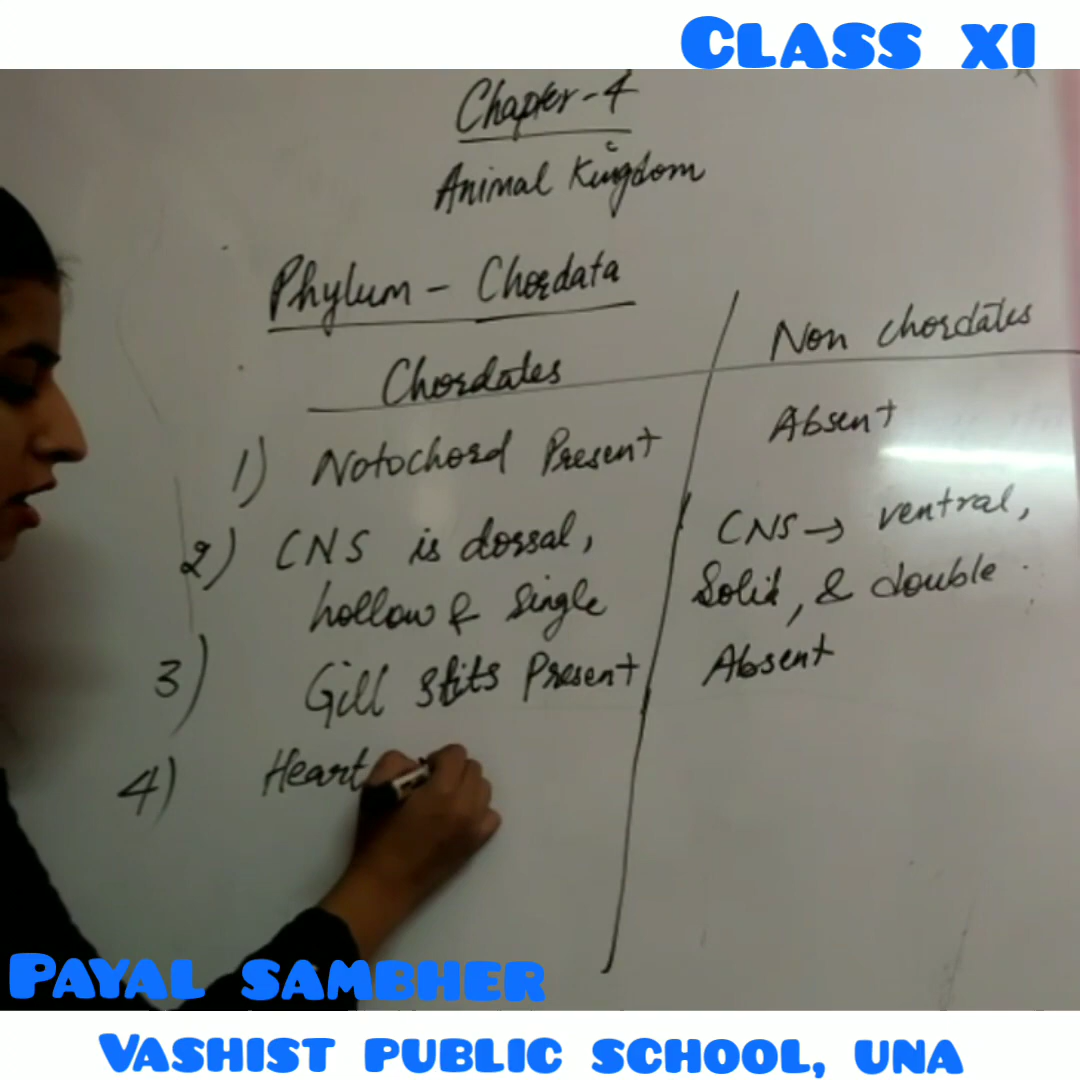 CLASS XI
Chapter-4
Animal Kingdom
Phylum - Chordata
Chordates
Non chordates
1) Notochord Present
Absent
2) CNS is dorsal,
hollow & Single
CNS → ventral,
Solid, & double
3) Gill Slits Present
Absent
4) Heart
PAYAL SAMBHER
VASHIST PUBLIC SCHOOL, UNA